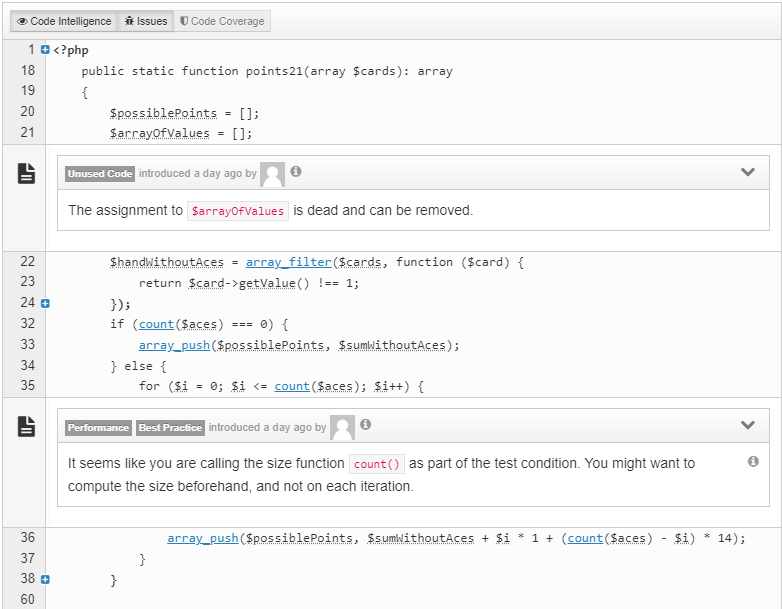 Code Intelligence Issues Code Coverage
1 <?php
18 public static function points21(array $cards): array
19 {
20 $possiblePoints = [];
21 $arrayOfValues = [];
Unused Code introduced a day ago by
The assignment to $arrayOfValues is dead and can be removed.
22 $handWithoutAces = array_filter($cards, function ($card) {
23 return $card->getValue() !== 1;
24 });
32 if (count($aces) === 0) {
33 array_push($possiblePoints, $sumWithoutAces);
34 } else {
35 for ($i = 0; $i <= count($aces); $i++) {
Performance Best Practice introduced a day ago by
It seems like you are calling the size function count() as part of the test condition. You might want to
compute the size beforehand, and not on each iteration.
36 array_push($possiblePoints, $sumWithoutAces + $i * 1 + (count($aces) - $i) * 14);
37 }
38 }
60